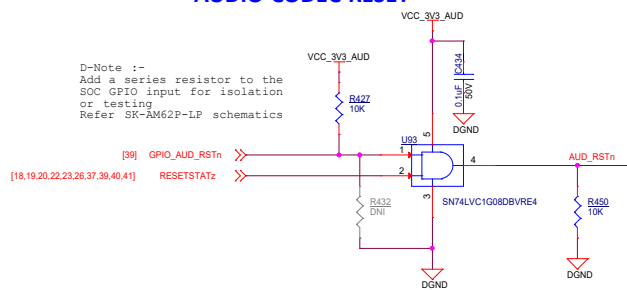 AUDIO CODEC RESET
VCC_3V3_AUD
D-Note :-
Add a series resistor to the
SOC GPIO input for isolation
or testing
Refer SK-AM62P-LP schematics
VCC_3V3_AUD
C434
0.1uF
50V
R427
10K
DGND
U93
5
[39] GPIO_AUD_RSTn
1
4
AUD_RSTn
[18,19,20,22,23,26,37,39,40,41] RESETSTATz
2
3
SN74LVC1G08DBVRE4
R432
DNI
R450
10K
DGND
DGND